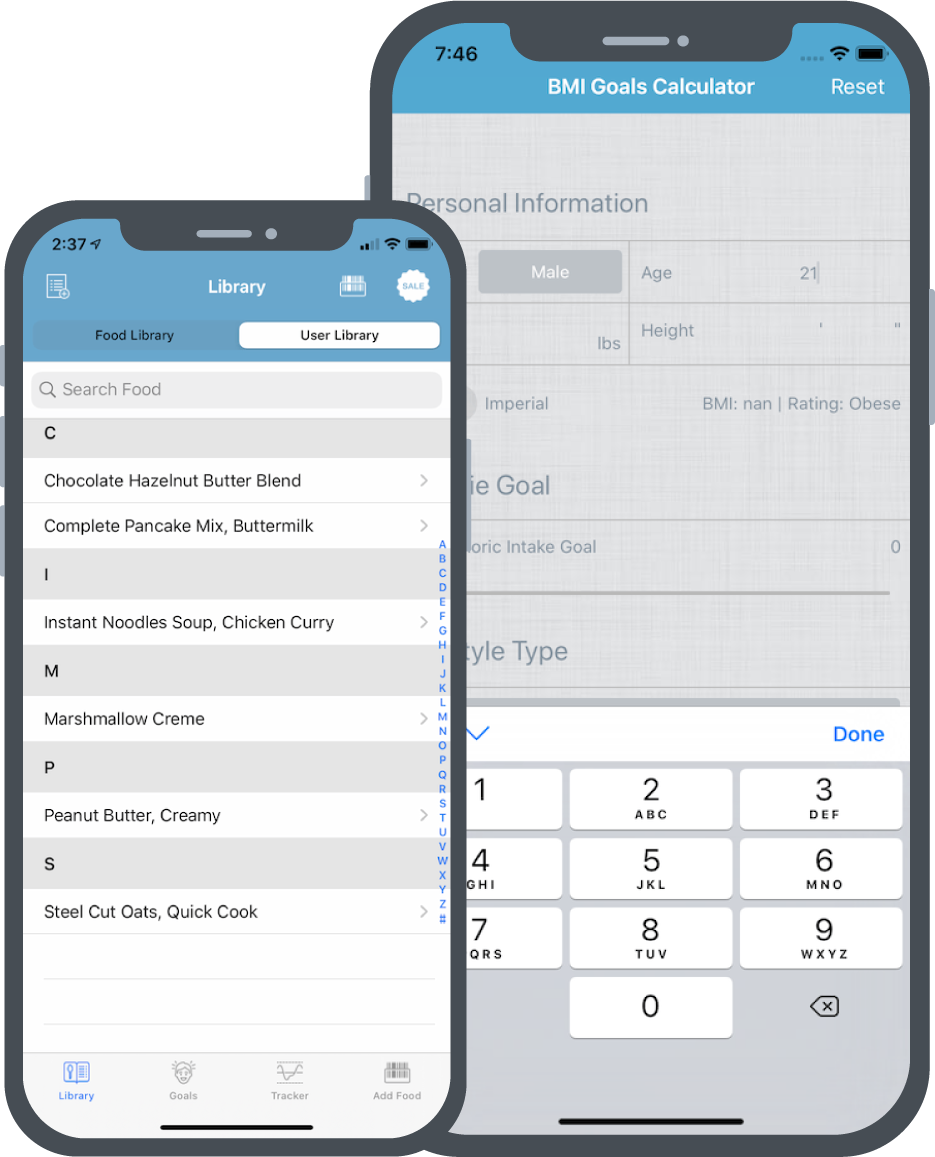 7:46
BMI Goals Calculator Reset
Personal Information
Male Age 21
lbs Height ' "
Imperial BMI: nan | Rating: Obese
ie Goal
oric Intake Goal 0
tyle Type
Done
1 2 3
ABC DEF
4 5 6
GHI JKL MNO
7 8 9
QRS TUV WXYZ
0
2:37
Library SALE
Food Library User Library
Search Food
C
Chocolate Hazelnut Butter Blend
Complete Pancake Mix, Buttermilk
I
Instant Noodles Soup, Chicken Curry
M
Marshmallow Creme
P
Peanut Butter, Creamy
S
Steel Cut Oats, Quick Cook
A
B
C
D
E
F
G
H
I
J
K
L
M
N
O
P
Q
R
S
T
U
V
W
X
Y
Z
#
Library Goals Tracker Add Food